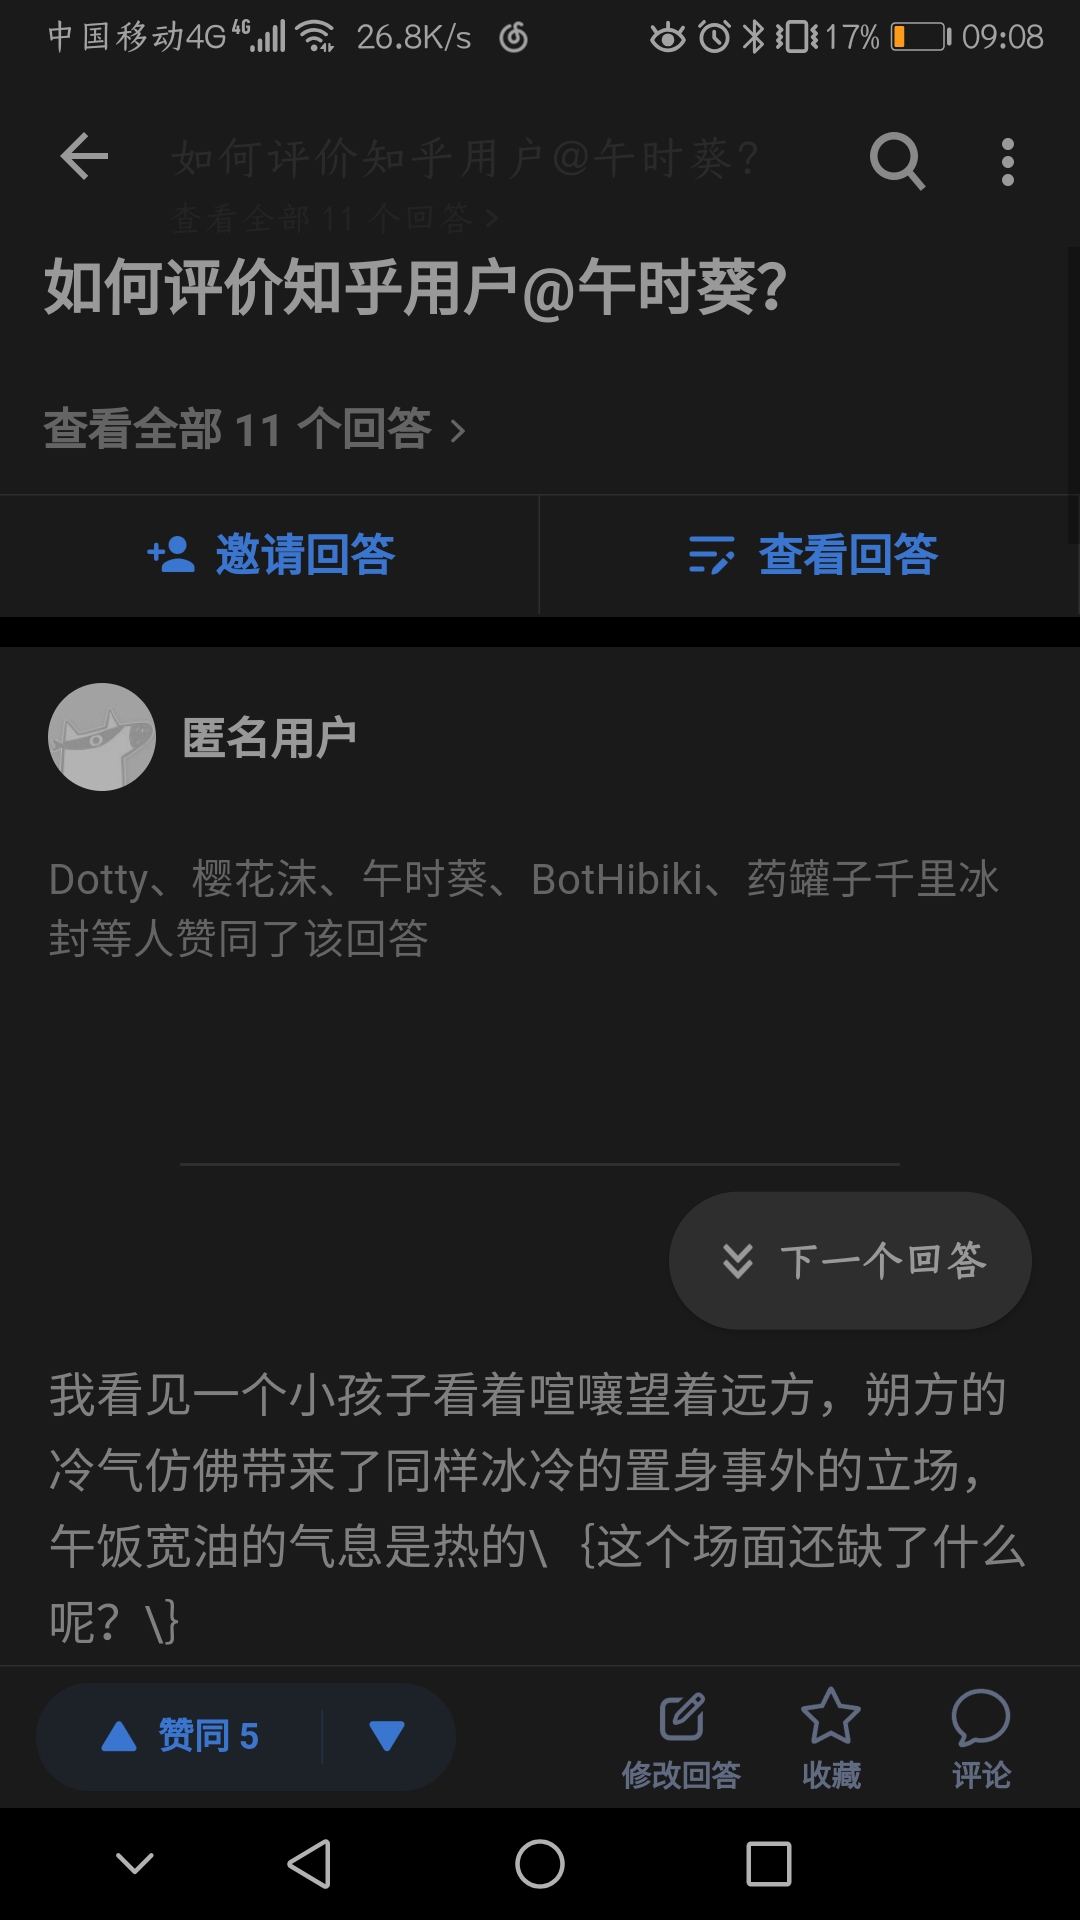 中国移动4G 4G 26.8K/s 17% 09:08
如何评价知乎用户@午时葵?
查看全部 11 个回答 >
如何评价知乎用户@午时葵?
查看全部 11 个回答 >
邀请回答 查看回答
匿名用户
Dotty、樱花沫、午时葵、BotHibiki、药罐子千里冰
封等人赞同了该回答
下一个回答
我看见一个小孩子看着喧嚷望着远方，朔方的
冷气仿佛带来了同样冰冷的置身事外的立场，
午饭宽油的气息是热的\ {这个场面还缺了什么
呢？\}
赞同 5 修改回答 收藏 评论